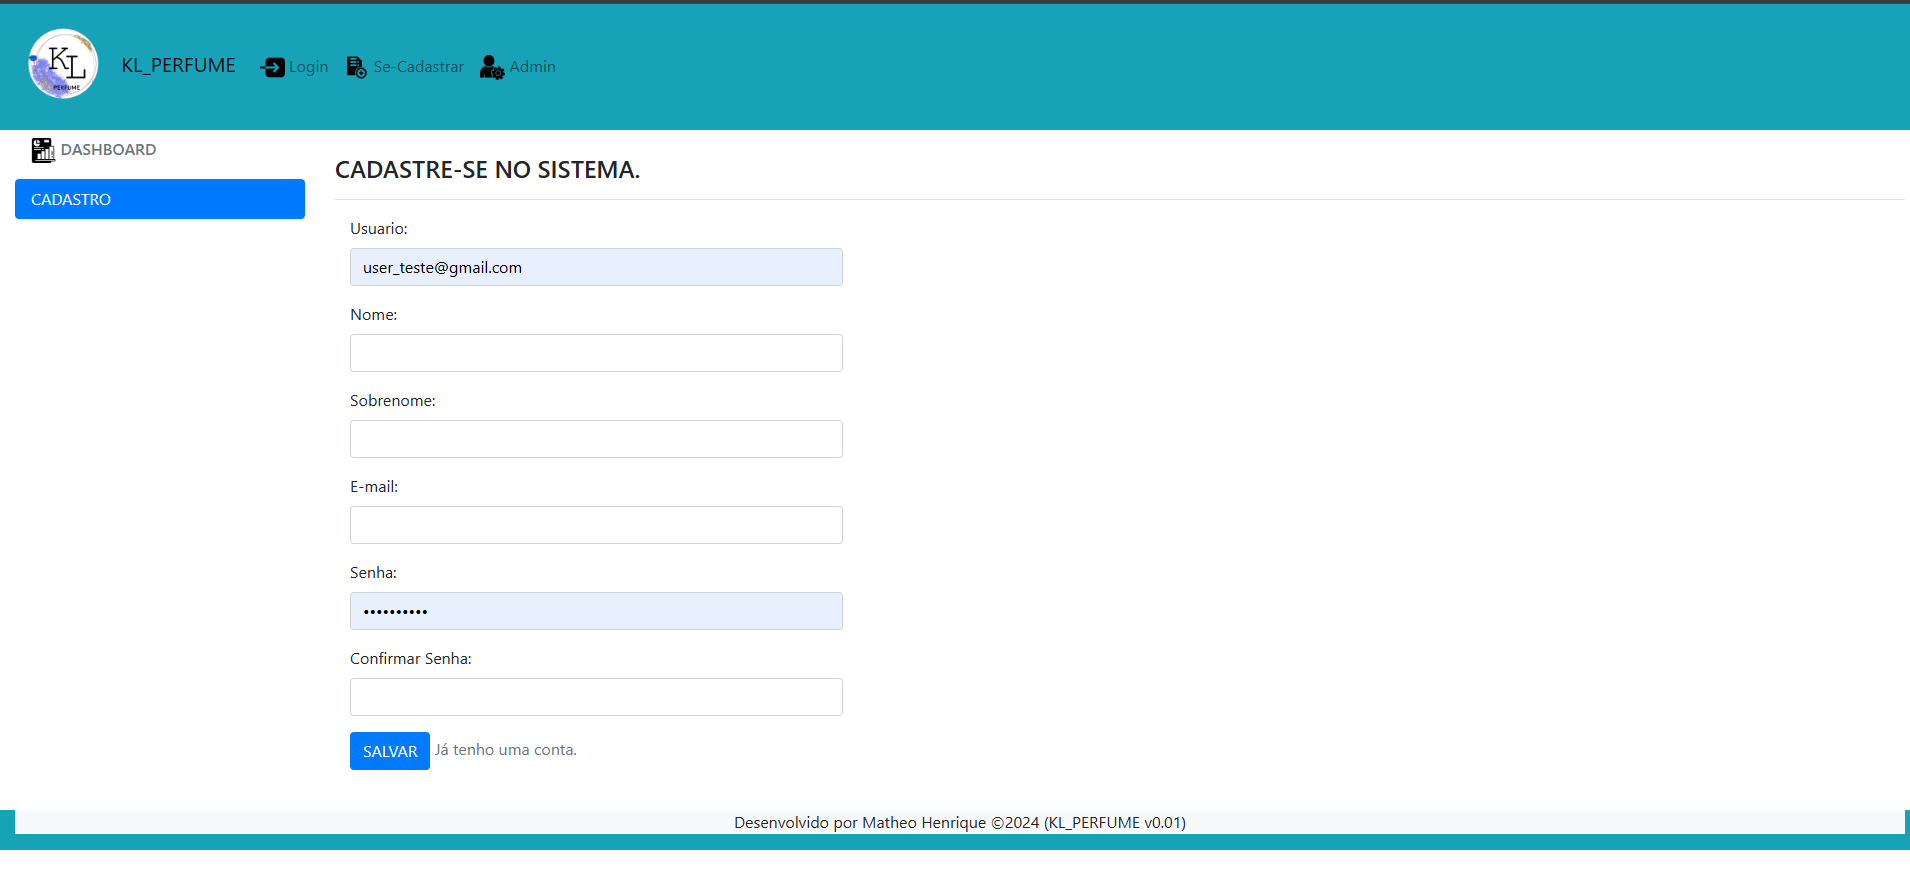 KL
PERFUME
KL_PERFUME Login Se-Cadastrar Admin
DASHBOARD
CADASTRO
CADASTRE-SE NO SISTEMA.
Usuario:
user_teste@gmail.com
Nome:
Sobrenome:
E-mail:
Senha:
••••••••••
Confirmar Senha:
SALVAR Já tenho uma conta.
Desenvolvido por Matheo Henrique ©2024 (KL_PERFUME v0.01)